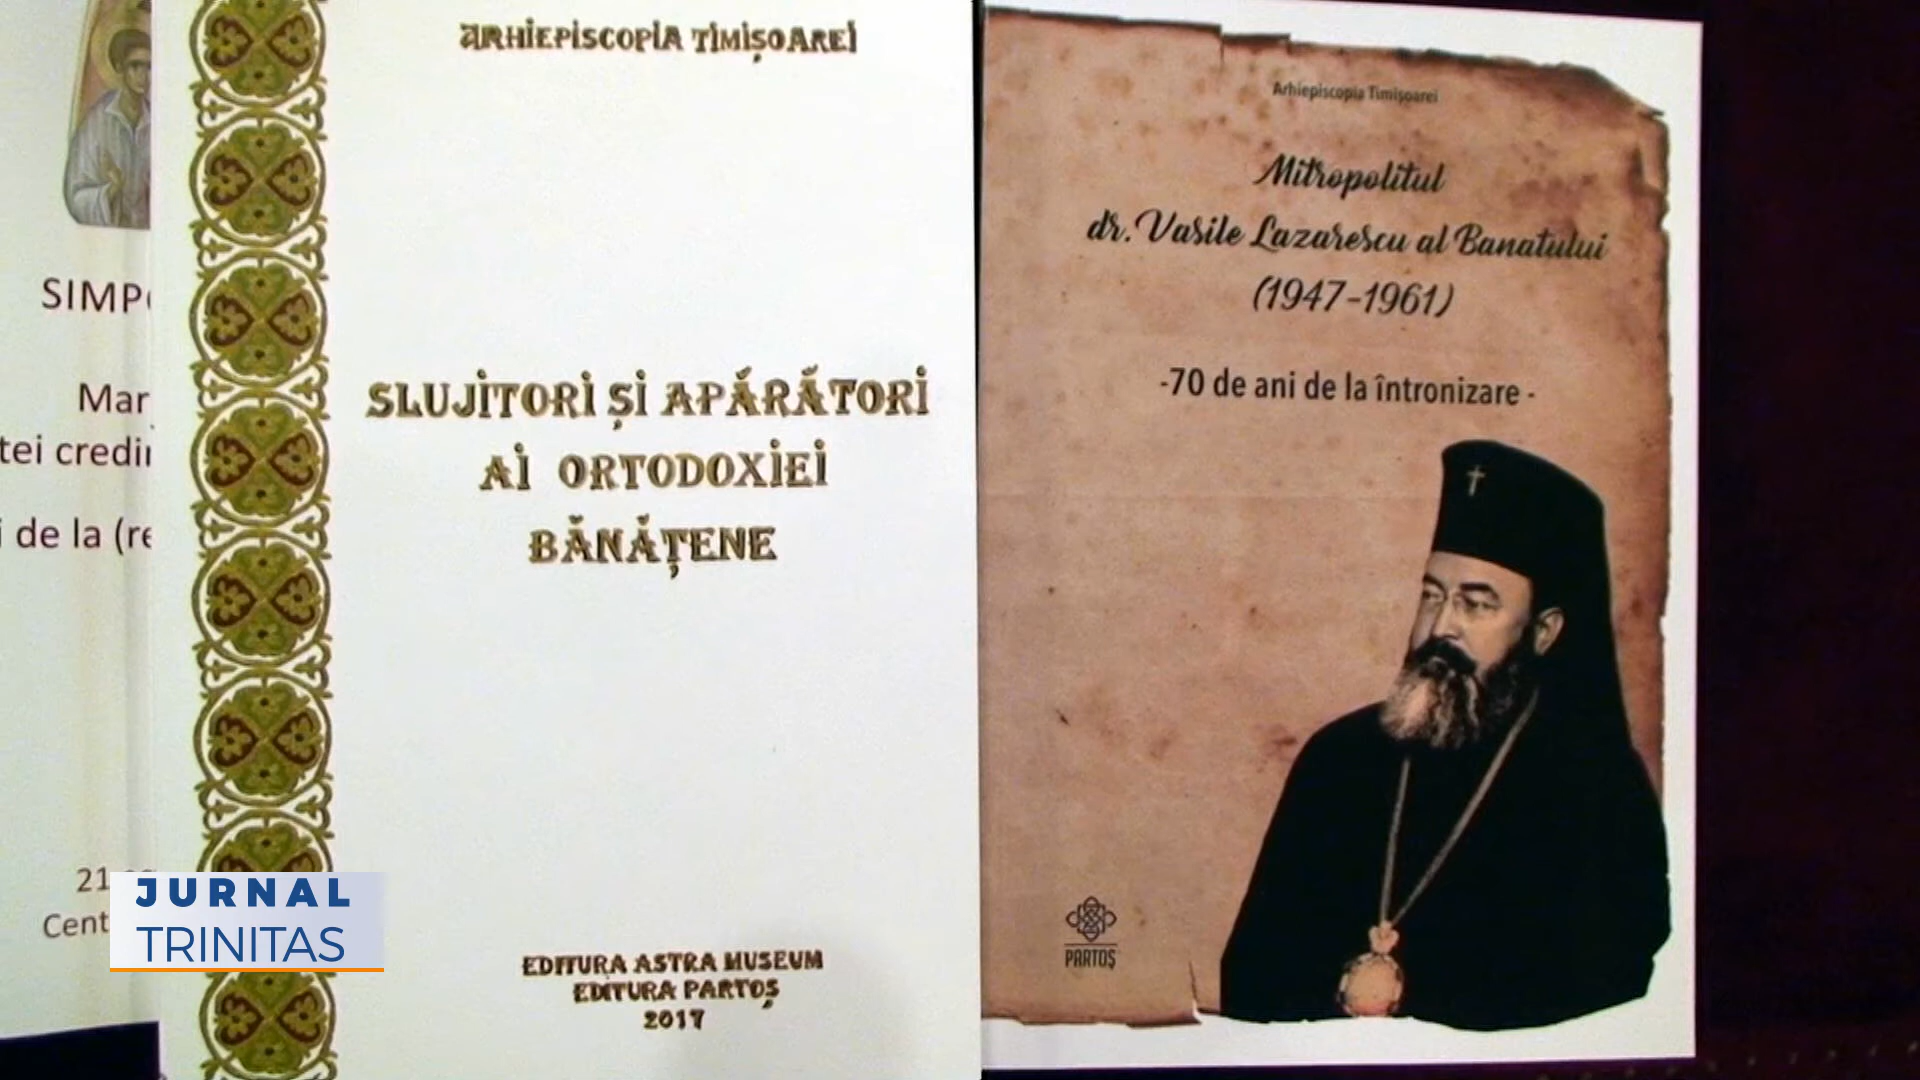 SIMP
Mar
tei credin
i de la (re
21
Cent
ARHIEPISCOPIA TIMIȘOAREI
SLUJITORI ȘI APĂRĂTORI
AI ORTODOXIEI
BĂNĂȚENE
EDITURA ASTRA MUSEUM
EDITURA PARTOȘ
2017
Arhiepiscopia Timișoarei
Mitropolitul
dr. Vasile Lazarescu al Banatului
(1947-1961)
-70 de ani de la întronizare -
PARTOȘ
JURNAL
TRINITAS